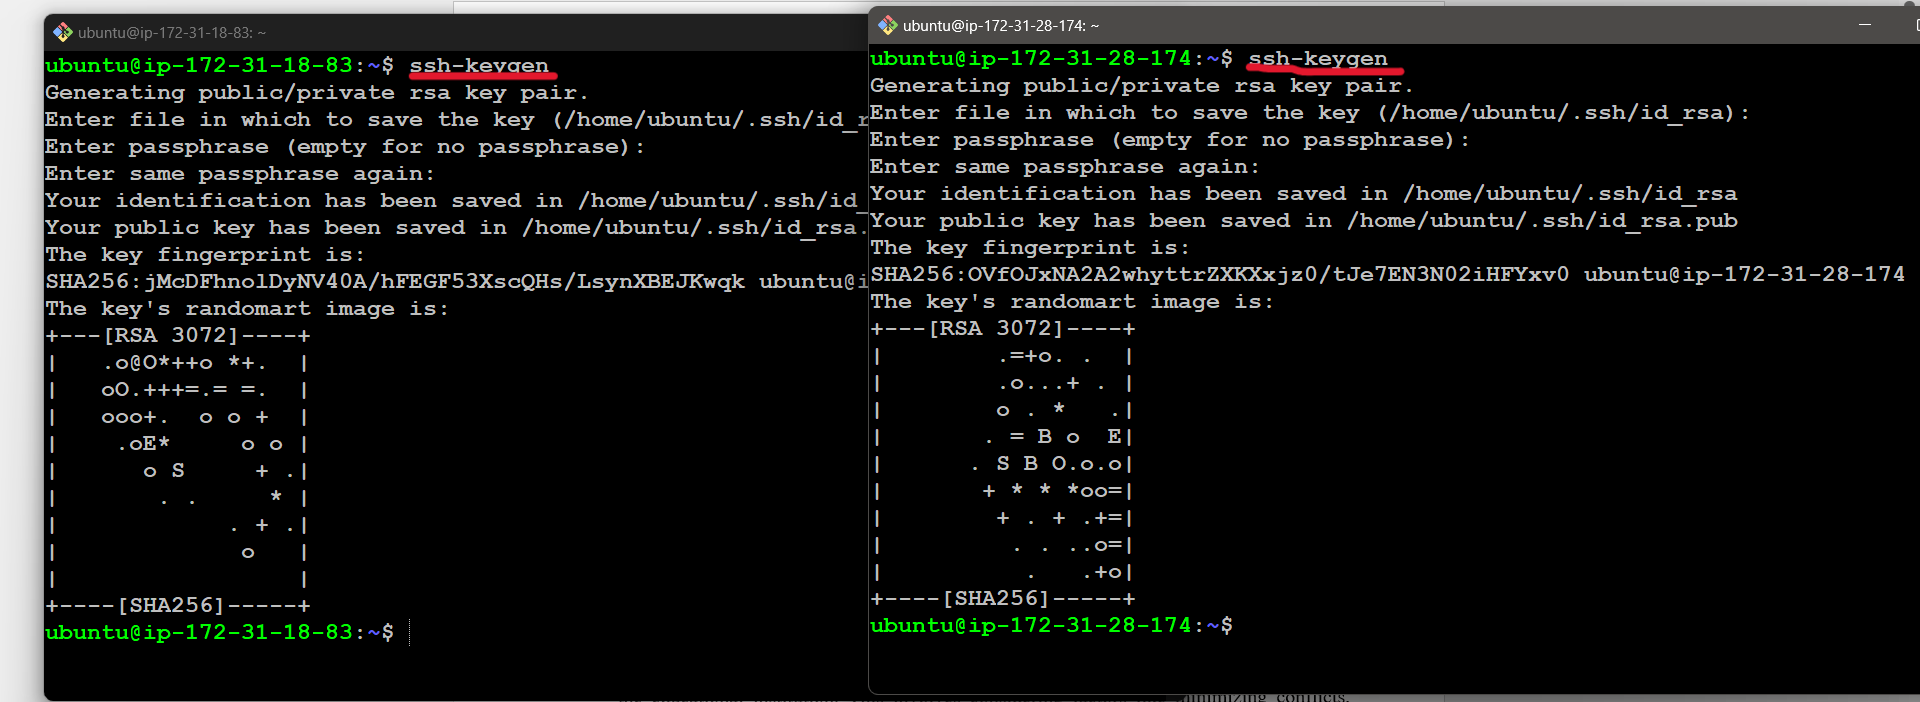 ubuntu@ip-172-31-18-83: ~
ubuntu@ip-172-31-18-83:~$ ssh-keygen
Generating public/private rsa key pair.
Enter file in which to save the key (/home/ubuntu/.ssh/id_r
Enter passphrase (empty for no passphrase):
Enter same passphrase again:
Your identification has been saved in /home/ubuntu/.ssh/id_
Your public key has been saved in /home/ubuntu/.ssh/id_rsa.
The key fingerprint is:
SHA256:jMcDFhnolDyNV40A/hFEGF53XscQHs/LsynXBEJKwqk ubuntu@i
The key's randomart image is:
+---[RSA 3072]----+
|   .o@O*++o *+.  |
|   oO.+++=.= =.  |
|   ooo+.  o o +  |
|    .oE*     o o |
|      o S     + .|
|       . .     * |
|            . + .|
|             o   |
|                 |
+----[SHA256]-----+
ubuntu@ip-172-31-18-83:~$
ubuntu@ip-172-31-28-174: ~
ubuntu@ip-172-31-28-174:~$ ssh-keygen
Generating public/private rsa key pair.
Enter file in which to save the key (/home/ubuntu/.ssh/id_rsa):
Enter passphrase (empty for no passphrase):
Enter same passphrase again:
Your identification has been saved in /home/ubuntu/.ssh/id_rsa
Your public key has been saved in /home/ubuntu/.ssh/id_rsa.pub
The key fingerprint is:
SHA256:OVfOJxNA2A2whyttrZXKXxjz0/tJe7EN3N02iHFYxv0 ubuntu@ip-172-31-28-174
The key's randomart image is:
+---[RSA 3072]----+
|        .=+o. .  |
|        .o...+ . |
|        o . *   .|
|       . = B o  E|
|      . S B O.o.o|
|       + * * *oo=|
|        + . + .+=|
|         . . ..o=|
|          .   .+o|
+----[SHA256]-----+
ubuntu@ip-172-31-28-174:~$
conflicts.